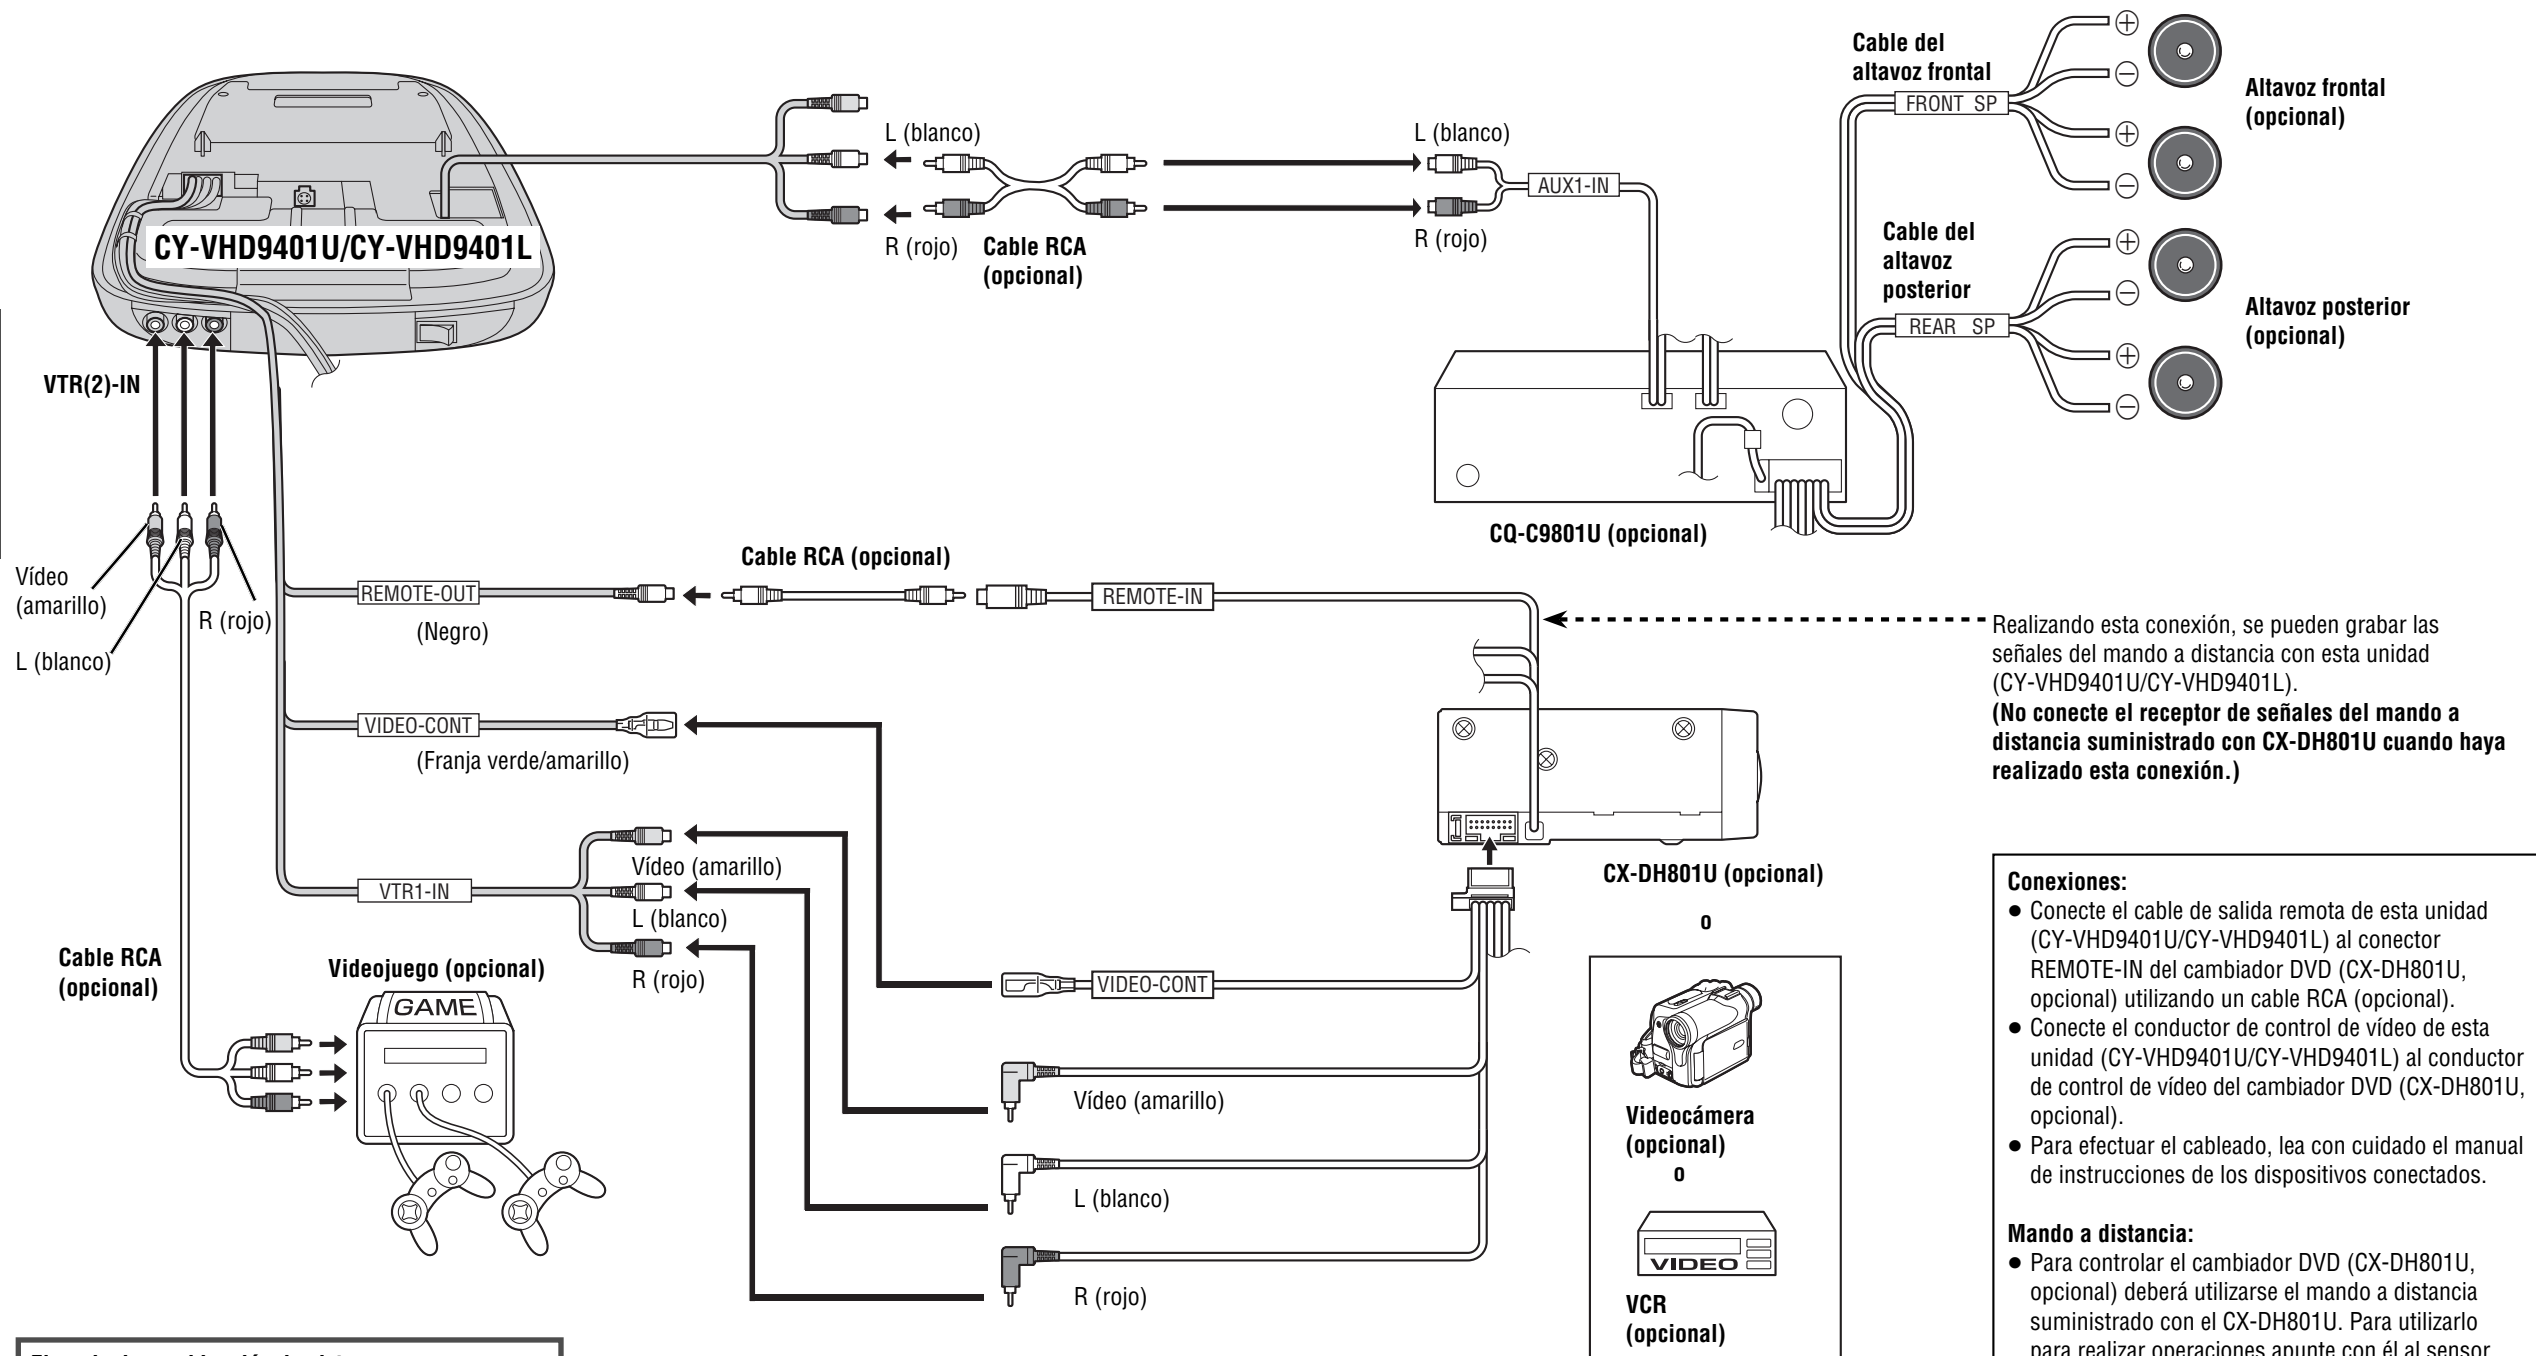 Cable del
altavoz frontal
FRONT SP
Altavoz frontal
(opcional)
L (blanco)
R (rojo)
Cable RCA
(opcional)
L (blanco)
R (rojo)
AUX1-IN
Cable del
altavoz
posterior
REAR SP
Altavoz posterior
(opcional)
CY-VHD9401U/CY-VHD9401L
VTR(2)-IN
CQ-C9801U (opcional)
Vídeo
(amarillo)
L (blanco)
R (rojo)
REMOTE-OUT
(Negro)
Cable RCA (opcional)
REMOTE-IN
Realizando esta conexión, se pueden grabar las
señales del mando a distancia con esta unidad
(CY-VHD9401U/CY-VHD9401L).
(No conecte el receptor de señales del mando a
distancia suministrado con CX-DH801U cuando haya
realizado esta conexión.)
VIDEO-CONT
(Franja verde/amarillo)
VTR1-IN
Vídeo (amarillo)
L (blanco)
R (rojo)
CX-DH801U (opcional)
o
Cable RCA
(opcional)
Videojuego (opcional)
GAME
VIDEO-CONT
Vídeo (amarillo)
L (blanco)
R (rojo)
Videocámera
(opcional)
o
VIDEO
VCR
(opcional)
Conexiones:
● Conecte el cable de salida remota de esta unidad
(CY-VHD9401U/CY-VHD9401L) al conector
REMOTE-IN del cambiador DVD (CX-DH801U,
opcional) utilizando un cable RCA (opcional).
● Conecte el conductor de control de vídeo de esta
unidad (CY-VHD9401U/CY-VHD9401L) al conductor
de control de vídeo del cambiador DVD (CX-DH801U,
opcional).
● Para efectuar el cableado, lea con cuidado el manual
de instrucciones de los dispositivos conectados.
Mando a distancia:
● Para controlar el cambiador DVD (CX-DH801U,
opcional) deberá utilizarse el mando a distancia
suministrado con el CX-DH801U. Para utilizarlo
para realizar operaciones apunte con él al sensor